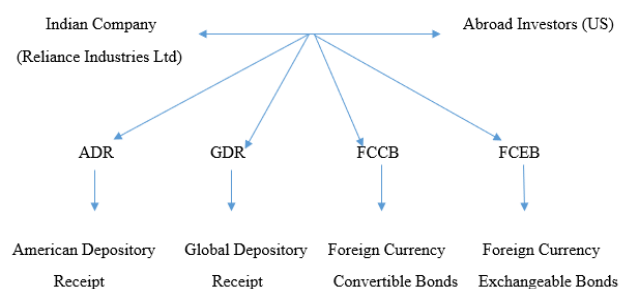 Indian Company
(Reliance Industries Ltd)
Abroad Investors (US)
ADR
GDR
FCCB
FCEB
American Depository
Receipt
Global Depository
Receipt
Foreign Currency
Convertible Bonds
Foreign Currency
Exchangeable Bonds